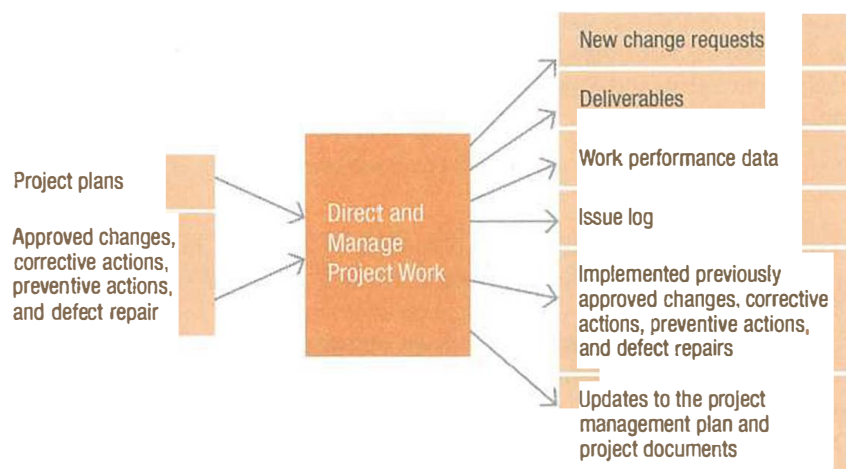 Project plans
Approved changes,
corrective actions,
preventive actions,
and defect repair
Direct and
Manage
Project Work
New change requests
Deliverables
Work performance data
Issue log
Implemented previously
approved changes, corrective
actions, preventive actions,
and defect repairs
Updates to the project
management plan and
project documents